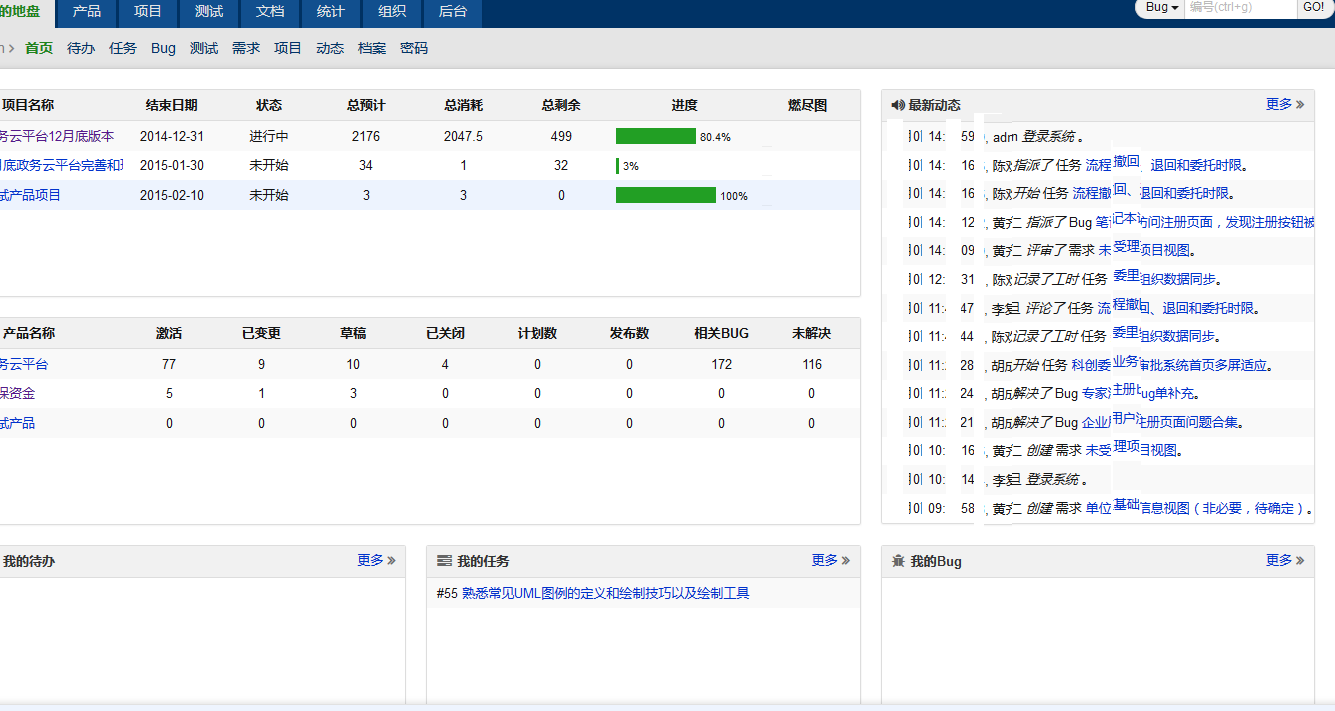 的地盘 产品 项目 测试 文档 统计 组织 后台 Bug 编号(ctrl+g) GO!
首页 待办 任务 Bug 测试 需求 项目 动态 档案 密码
项目名称 结束日期 状态 总预计 总消耗 总剩余 进度 燃尽图
务云平台12月底版本 2014-12-31 进行中 2176 2047.5 499 80.4%
底政务云平台完善和 2015-01-30 未开始 34 1 32 3%
试产品项目 2015-02-10 未开始 3 3 0 100%
产品名称 激活 已变更 草稿 已关闭 计划数 发布数 相关BUG 未解决
务云平台 77 9 10 4 0 0 172 116
保资金 5 1 3 0 0 0 0 0
试产品 0 0 0 0 0 0 0 0
最新动态 更多
14: 59 , adm 登录系统 。
14: 16 , 陈 指派了 任务 流程撤回、退回和委托时限。
14: 16 , 陈 开始 任务 流程撤回、退回和委托时限。
14: 12 , 黄 仁 指派了 Bug 笔记本访问注册页面，发现注册按钮被
14: 09 , 黄 仁 评审了 需求 未受理项目视图。
12: 31 , 陈 记录了工时 任务 委里组织数据同步。
11: 47 , 李 评论了 任务 流程撤回、退回和委托时限。
11: 44 , 陈 记录了工时 任务 委里组织数据同步。
11: 28 , 胡 开始 任务 科创委业务审批系统首页多屏适应。
11: 24 , 胡 解决了 Bug 专家注册bug单补充。
11: 21 , 胡 解决了 Bug 企业用户注册页面问题合集。
10: 16 , 黄 仁 创建 需求 未受理项目视图。
10: 14 , 李 登录系统 。
09: 58 , 黄 仁 创建 需求 单位基础信息视图（非必要，待确定）。
我的待办 更多
我的任务 更多
#55 熟悉常见UML图例的定义和绘制技巧以及绘制工具
我的Bug 更多